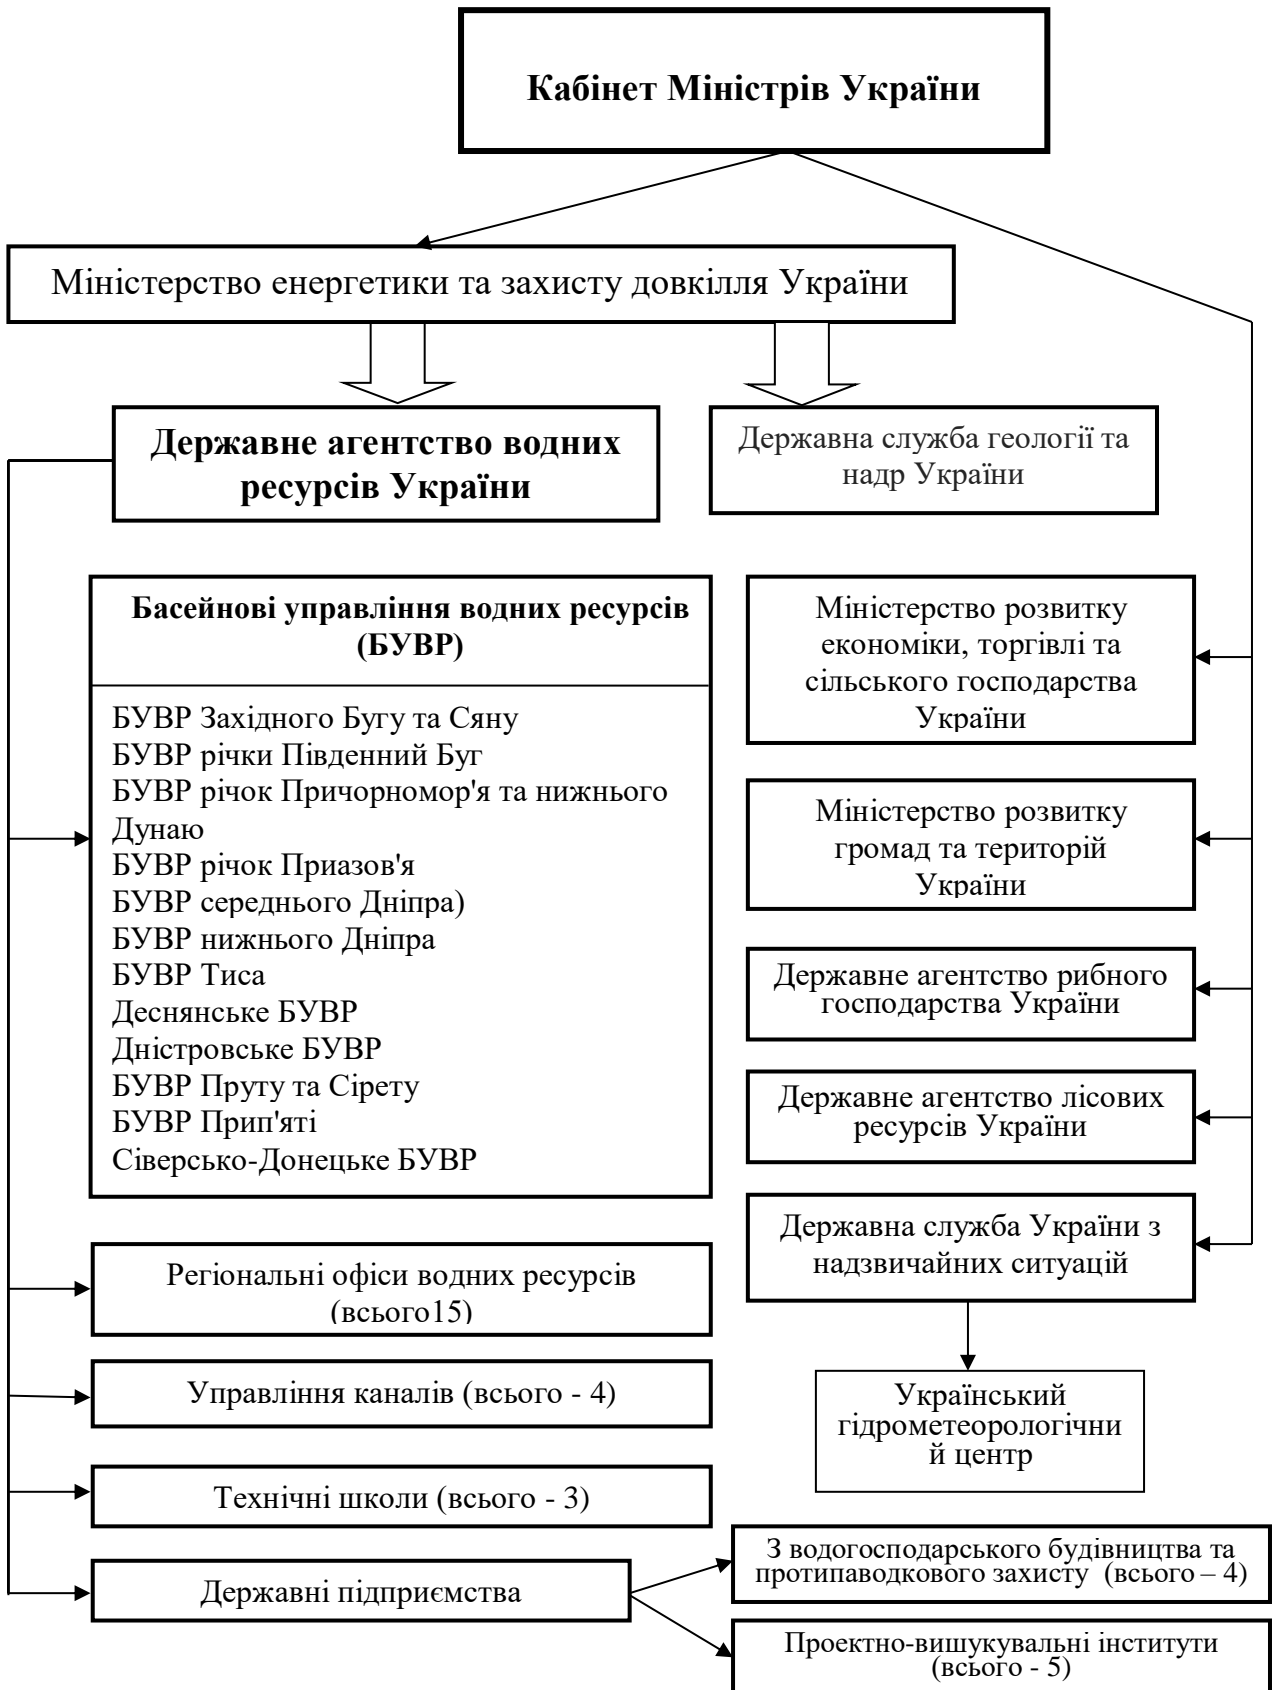 Кабінет Міністрів України
Міністерство енергетики та захисту довкілля України
Державне агентство водних
ресурсів України
Державна служба геології та
надр України
Басейнові управління водних ресурсів
(БУВР)
БУВР Західного Бугу та Сяну
БУВР річки Південний Буг
БУВР річок Причорномор'я та нижнього
Дунаю
БУВР річок Приазов'я
БУВР середнього Дніпра)
БУВР нижнього Дніпра
БУВР Тиса
Деснянське БУВР
Дністровське БУВР
БУВР Пруту та Сірету
БУВР Прип'яті
Сіверсько-Донецьке БУВР
Міністерство розвитку
економіки, торгівлі та
сільського господарства
України
Міністерство розвитку
громад та територій
України
Державне агентство рибного
господарства України
Державне агентство лісових
ресурсів України
Державна служба України з
надзвичайних ситуацій
Український
гідрометеорологічни
й центр
Регіональні офіси водних ресурсів
(всього15)
Управління каналів (всього - 4)
Технічні школи (всього - 3)
Державні підприємства
З водогосподарського будівництва та
протипаводкового захисту (всього – 4)
Проектно-вишукувальні інститути
(всього - 5)